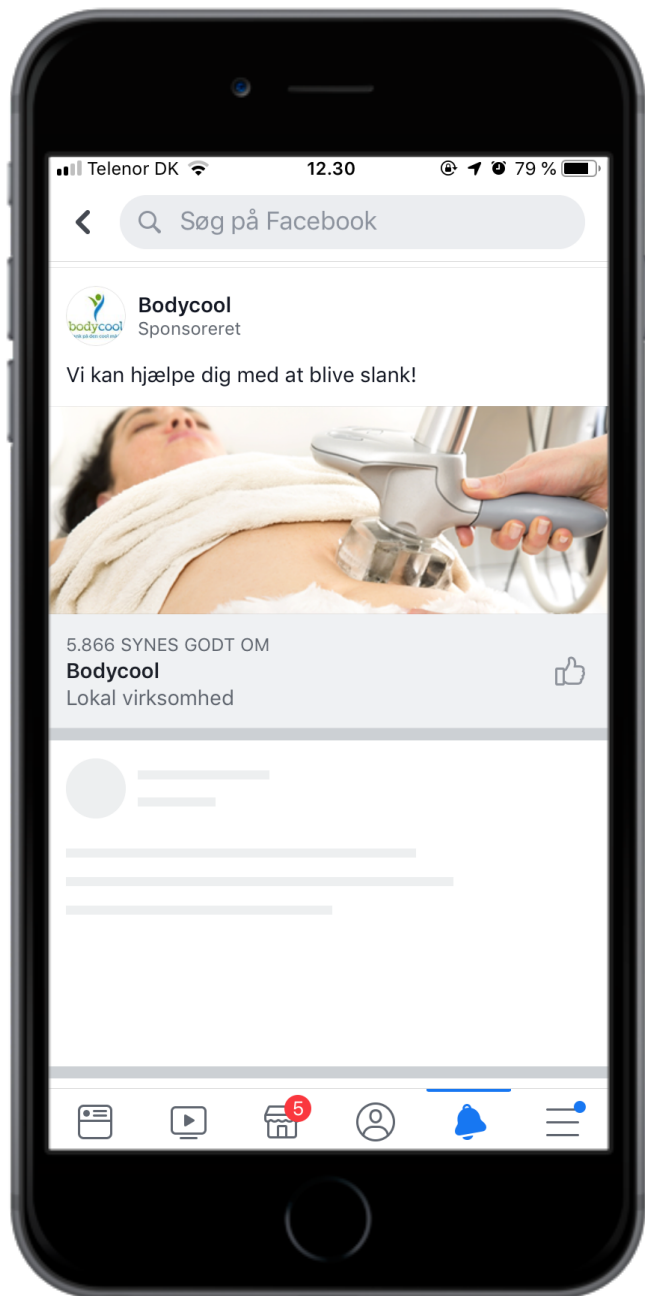 Telenor DK
12.30
79 %
Søg på Facebook
bodycool
Bodycool
Sponsoreret
Vi kan hjælpe dig med at blive slank!
5.866 SYNES GODT OM
Bodycool
Lokal virksomhed
5